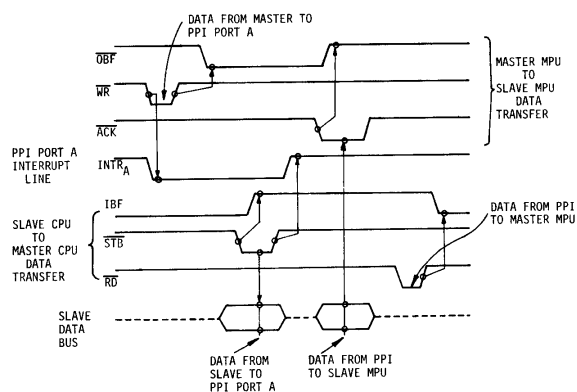 DATA FROM MASTER TO
PPI PORT A
OBF
WR
ACK
MASTER MPU
TO
SLAVE MPU
DATA
TRANSFER
PPI PORT A
INTERRUPT
LINE
INTRA
IBF
STB
RD
SLAVE CPU
TO
MASTER CPU
DATA
TRANSFER
DATA FROM PPI
TO MASTER MPU
SLAVE
DATA
BUS
DATA FROM
SLAVE TO
PPI PORT A
DATA FROM PPI
TO SLAVE MPU